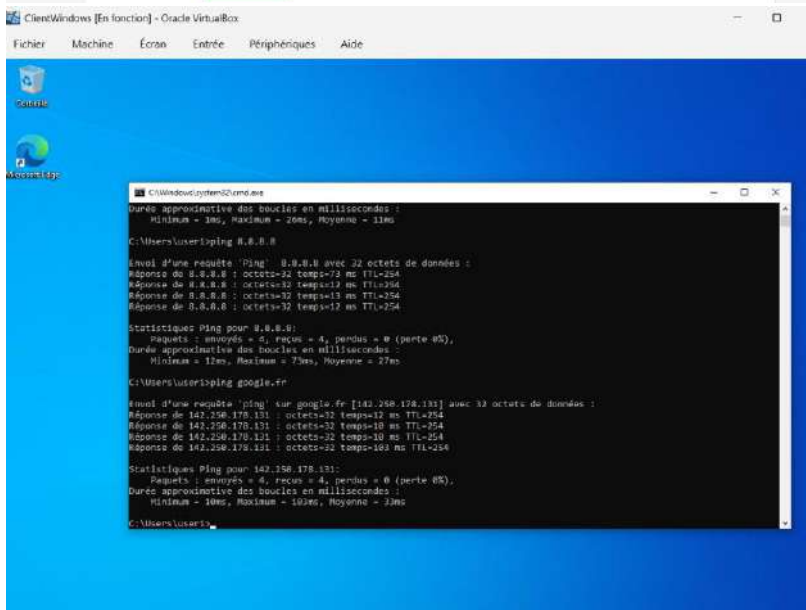 ClientWindows [En fonction] - Oracle VirtualBox
Fichier Machine Écran Entrée Périphériques Aide
Corbeille
Microsoft Edge
C:\Windows\system32\cmd.exe
Durée approximative des boucles en millisecondes :
Minimum = 1ms, Maximum = 26ms, Moyenne = 11ms
C:\Users\user1>ping 8.8.8.8
Envoi d'une requête 'Ping'  8.8.8.8 avec 32 octets de données :
Réponse de 8.8.8.8 : octets=32 temps=73 ms TTL=254
Réponse de 8.8.8.8 : octets=32 temps=12 ms TTL=254
Réponse de 8.8.8.8 : octets=32 temps=13 ms TTL=254
Réponse de 8.8.8.8 : octets=32 temps=12 ms TTL=254
Statistiques Ping pour 8.8.8.8:
Paquets : envoyés = 4, reçus = 4, perdus = 0 (perte 0%),
Durée approximative des boucles en millisecondes :
Minimum = 12ms, Maximum = 73ms, Moyenne = 27ms
C:\Users\user1>ping google.fr
Envoi d'une requête 'ping' sur google.fr [142.250.178.131] avec 32 octets de données :
Réponse de 142.250.178.131 : octets=32 temps=12 ms TTL=254
Réponse de 142.250.178.131 : octets=32 temps=10 ms TTL=254
Réponse de 142.250.178.131 : octets=32 temps=10 ms TTL=254
Réponse de 142.250.178.131 : octets=32 temps=103 ms TTL=254
Statistiques Ping pour 142.250.178.131:
Paquets : envoyés = 4, reçus = 4, perdus = 0 (perte 0%),
Durée approximative des boucles en millisecondes :
Minimum = 10ms, Maximum = 103ms, Moyenne = 33ms
C:\Users\user1>